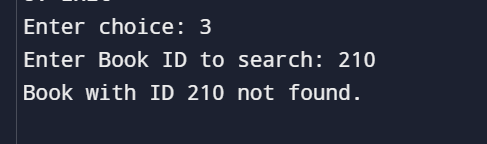 Enter choice: 3
Enter Book ID to search: 210
Book with ID 210 not found.